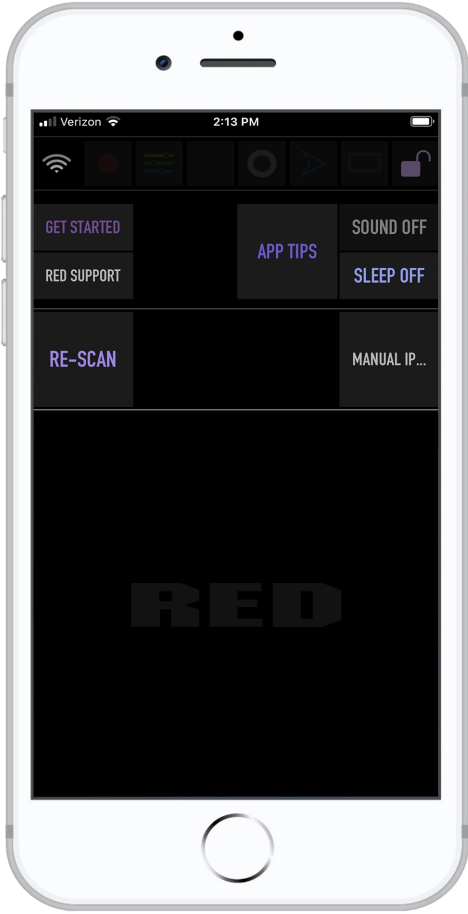 Verizon 2:13 PM
GET STARTED
APP TIPS
SOUND OFF
RED SUPPORT
SLEEP OFF
RE-SCAN
MANUAL IP...
RED